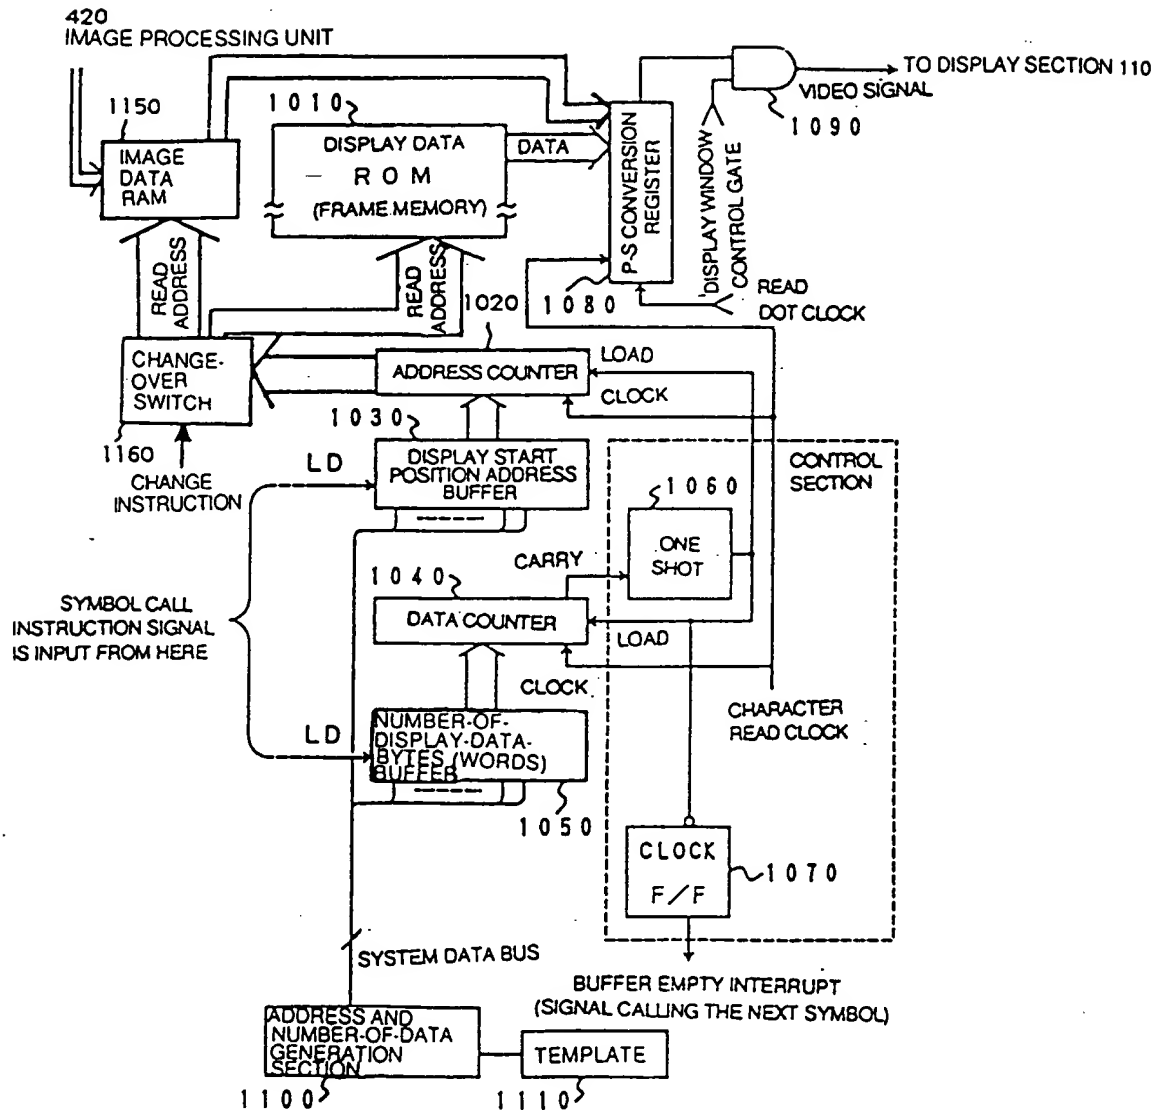 420
IMAGE PROCESSING UNIT
TO DISPLAY SECTION 110
VIDEO SIGNAL
1090
1150
1010
IMAGE
DATA
RAM
DISPLAY DATA
ROM
(FRAME MEMORY)
DATA
P-S CONVERSION
REGISTER
DISPLAY WINDOW
CONTROL GATE
READ
ADDRESS
READ
ADDRESS
1020
1080
READ
DOT CLOCK
CHANGE-
OVER
SWITCH
ADDRESS COUNTER
LOAD
CLOCK
1030
1160
CHANGE
INSTRUCTION
LD
DISPLAY START
POSITION ADDRESS
BUFFER
CONTROL
SECTION
1060
ONE
SHOT
CARRY
1040
SYMBOL CALL
INSTRUCTION SIGNAL
IS INPUT FROM HERE
DATA COUNTER
LOAD
CLOCK
CHARACTER
READ CLOCK
LD
NUMBER-OF-
DISPLAY-DATA-
BYTES (WORDS)
BUFFER
1050
CLOCK
F/F
1070
SYSTEM DATA BUS
BUFFER EMPTY INTERRUPT
(SIGNAL CALLING THE NEXT SYMBOL)
ADDRESS AND
NUMBER-OF-DATA
GENERATION
SECTION
TEMPLATE
1100
1110